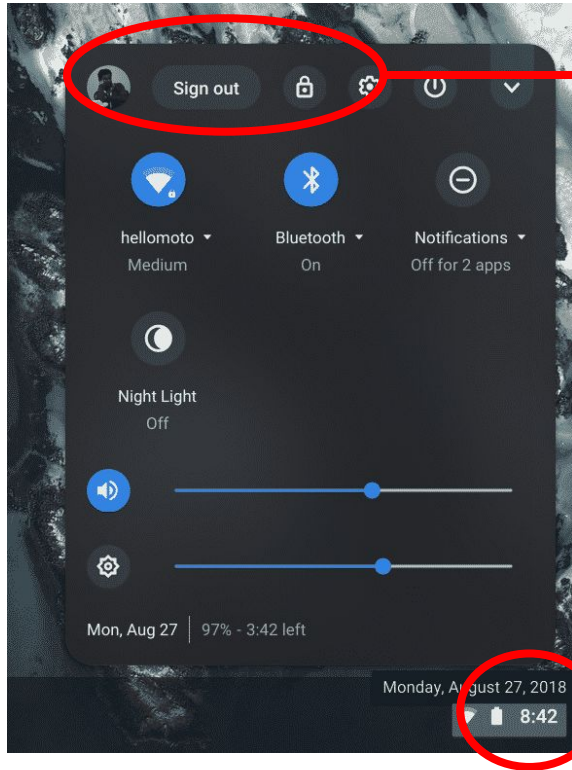 Sign out
hellomoto Bluetooth Notifications
Medium On Off for 2 apps
Night Light
Off
Mon, Aug 27 97% - 3:42 left
Monday, August 27, 2018
8:42